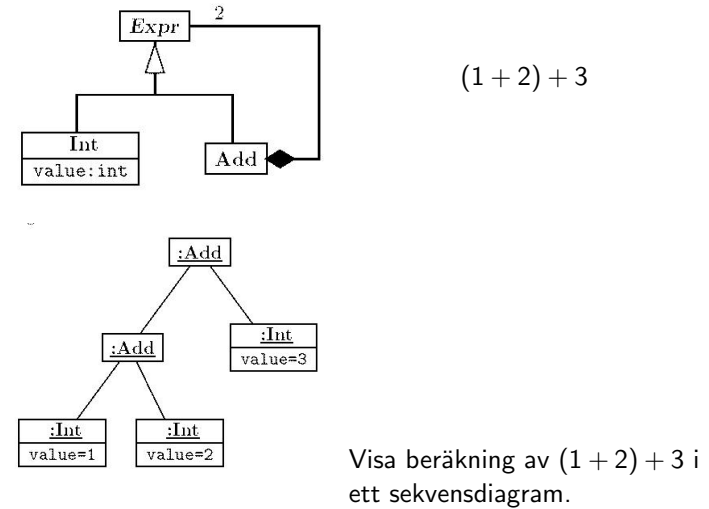 Expr
2
(1 + 2) + 3
Int
value:int
Add
:Add
:Add
:Int
value=3
:Int
value=1
:Int
value=2
Visa beräkning av (1 + 2) + 3 i
ett sekvensdiagram.